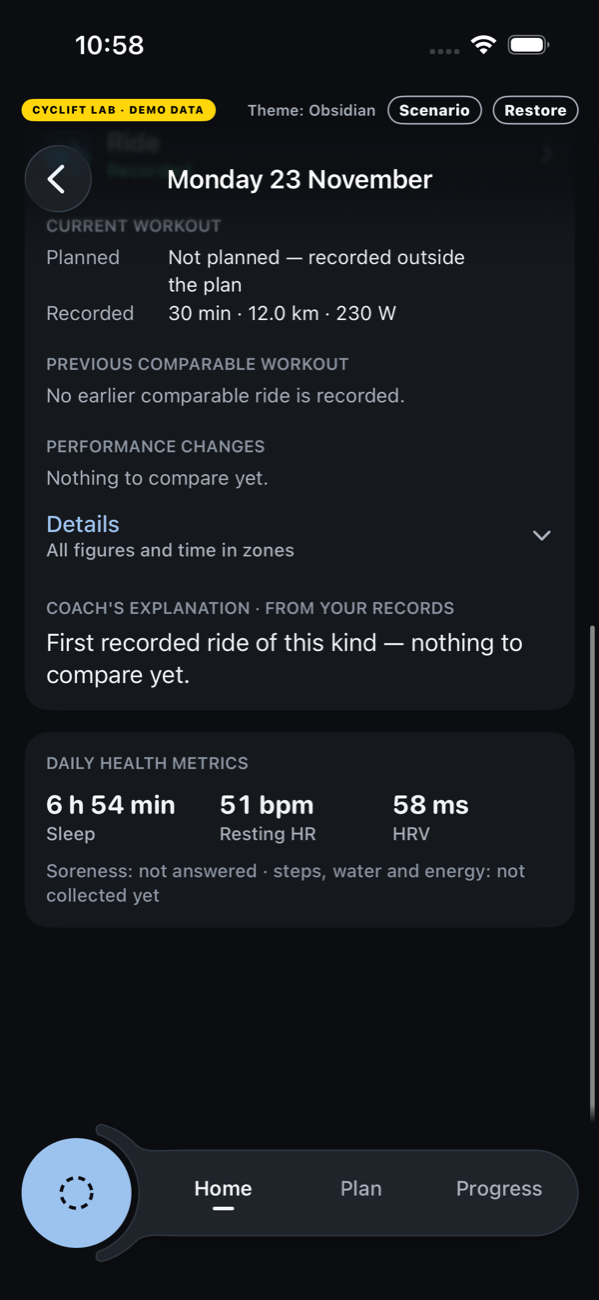 10:58
CYCLIFT LAB · DEMO DATA
Theme: Obsidian
Scenario
Restore
Ride
Recorded
Monday 23 November
CURRENT WORKOUT
Planned
Not planned — recorded outside
the plan
Recorded
30 min · 12.0 km · 230 W
PREVIOUS COMPARABLE WORKOUT
No earlier comparable ride is recorded.
PERFORMANCE CHANGES
Nothing to compare yet.
Details
All figures and time in zones
COACH'S EXPLANATION · FROM YOUR RECORDS
First recorded ride of this kind — nothing to
compare yet.
DAILY HEALTH METRICS
6 h 54 min
51 bpm
58 ms
Sleep
Resting HR
HRV
Soreness: not answered · steps, water and energy: not
collected yet
Home
Plan
Progress